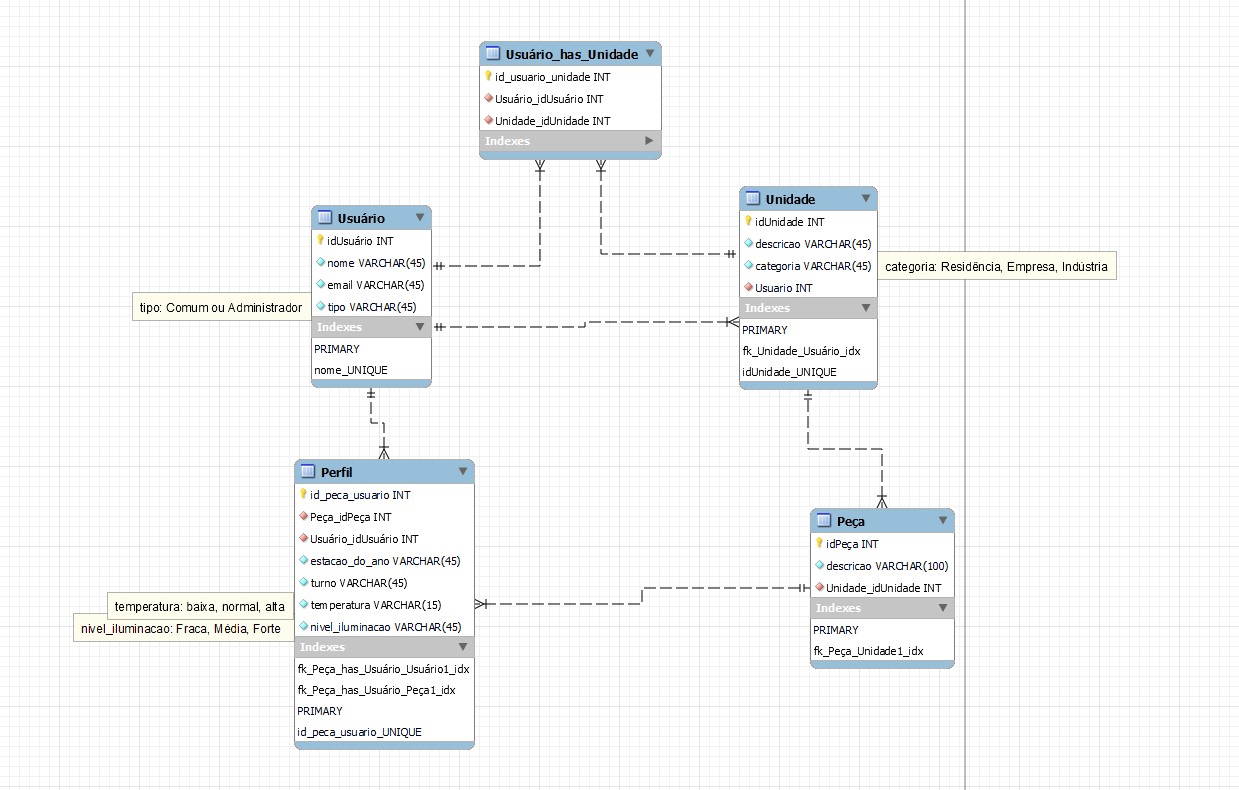 Usuário_has_Unidade
id_usuario_unidade INT
Usuário_idUsuário INT
Unidade_idUnidade INT
Indexes
Usuário
idUsuário INT
nome VARCHAR(45)
email VARCHAR(45)
tipo VARCHAR(45)
Indexes
PRIMARY
nome_UNIQUE
tipo: Comum ou Administrador
Unidade
idUnidade INT
descricao VARCHAR(45)
categoria VARCHAR(45)
Usuario INT
Indexes
PRIMARY
fk_Unidade_Usuário_idx
idUnidade_UNIQUE
categoria: Residência, Empresa, Indústria
Perfil
id_peca_usuario INT
Peça_idPeça INT
Usuário_idUsuário INT
estacao_do_ano VARCHAR(45)
turno VARCHAR(45)
temperatura VARCHAR(15)
nivel_iluminacao VARCHAR(45)
Indexes
fk_Peça_has_Usuário_Usuário1_idx
fk_Peça_has_Usuário_Peça1_idx
PRIMARY
id_peca_usuario_UNIQUE
temperatura: baixa, normal, alta
nivel_iluminacao: Fraca, Média, Forte
Peça
idPeça INT
descricao VARCHAR(100)
Unidade_idUnidade INT
Indexes
PRIMARY
fk_Peça_Unidade1_idx